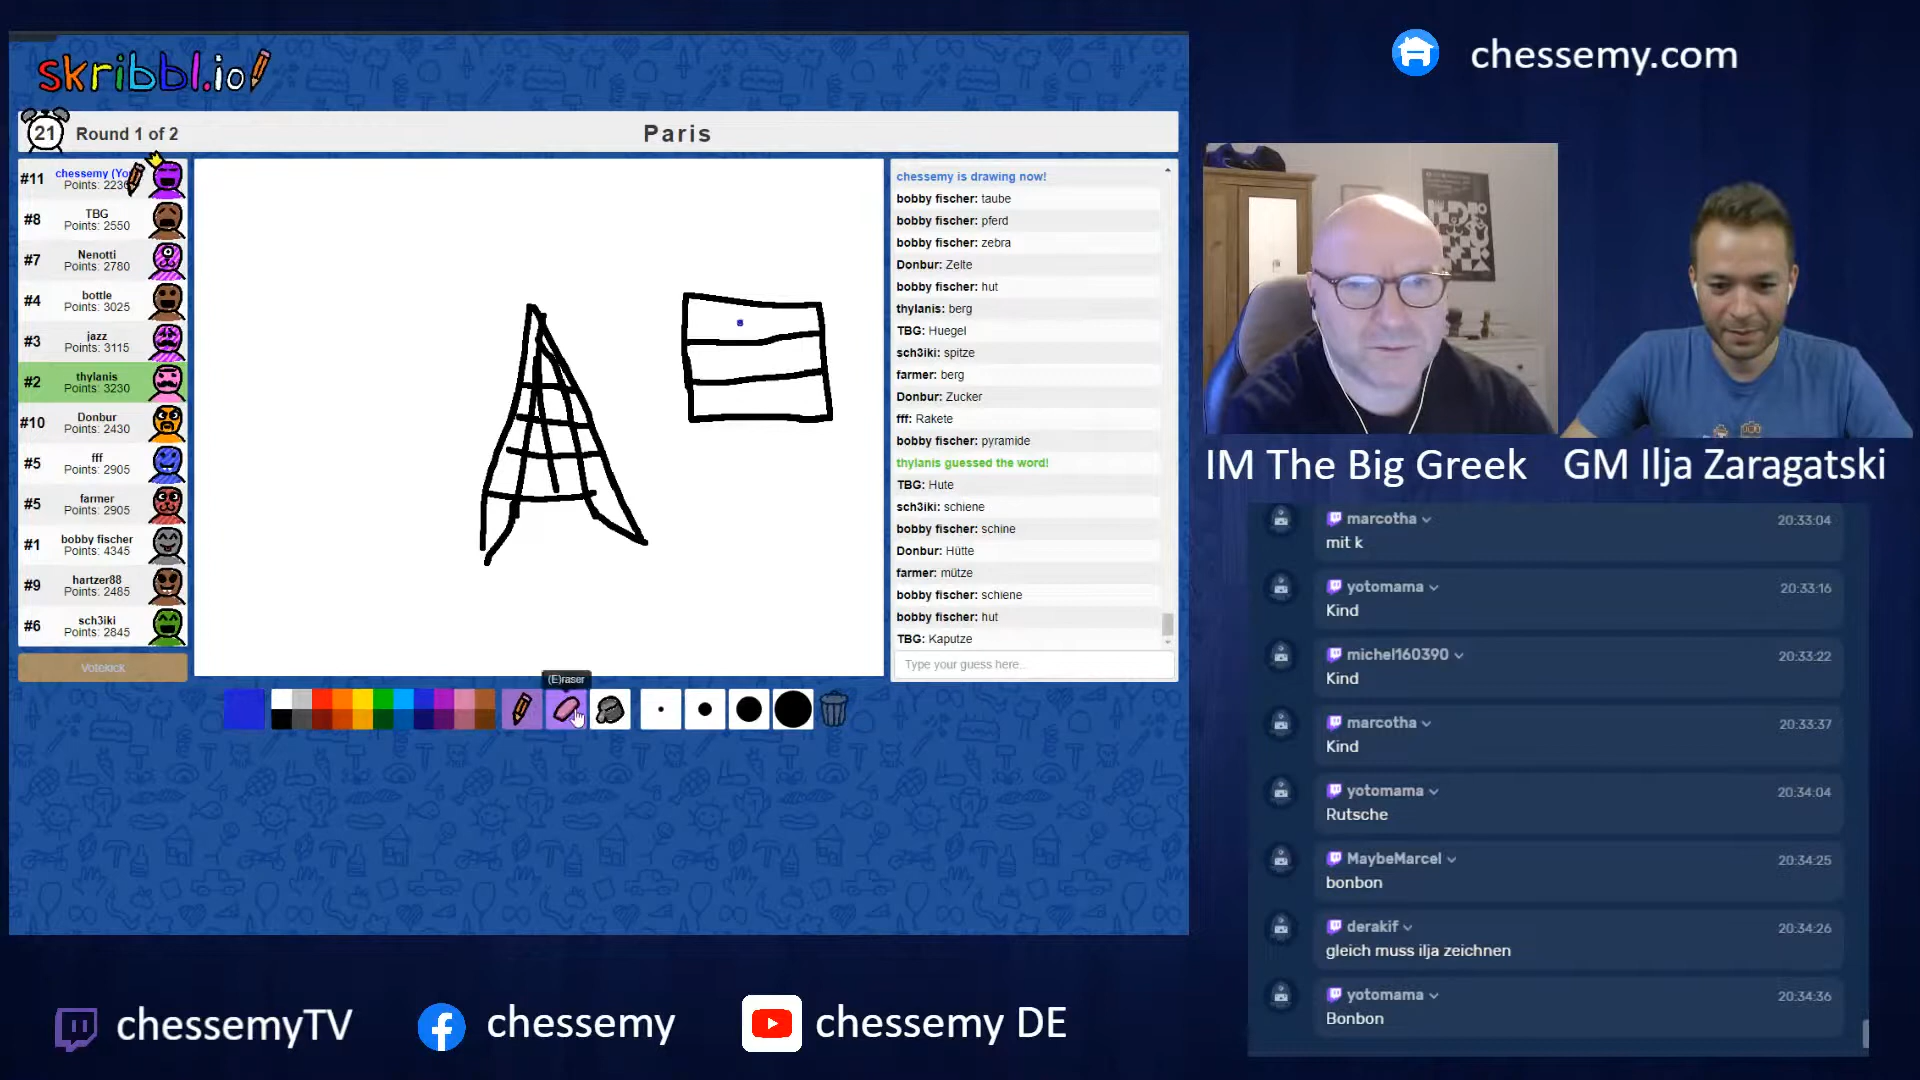 skribbl.io
chessemy.com
21
Round 1 of 2
Paris
#11
chessemy (Yo
Points: 2230
#8
TBG
Points: 2550
#7
Nenotti
Points: 2780
#4
bottle
Points: 3025
#3
jazz
Points: 3115
#2
thylanis
Points: 3230
#10
Donbur
Points: 2430
#5
fff
Points: 2905
#5
farmer
Points: 2905
#1
bobby fischer
Points: 4345
#9
hartzer88
Points: 2485
#6
sch3iki
Points: 2845
Votekick
(E)raser
chessemy is drawing now!
bobby fischer: taube
bobby fischer: pferd
bobby fischer: zebra
Donbur: Zelte
bobby fischer: hut
thylanis: berg
TBG: Huegel
sch3iki: spitze
farmer: berg
Donbur: Zucker
fff: Rakete
bobby fischer: pyramide
thylanis guessed the word!
TBG: Hute
sch3iki: schiene
bobby fischer: schine
Donbur: Hütte
farmer: mütze
bobby fischer: schiene
bobby fischer: hut
TBG: Kaputze
Type your guess here...
IM The Big Greek
GM Ilja Zaragatski
marcotha 20:33:04
mit k
yotomama 20:33:16
Kind
michel160390 20:33:22
Kind
marcotha 20:33:37
Kind
yotomama 20:34:04
Rutsche
MaybeMarcel 20:34:25
bonbon
derakif 20:34:26
gleich muss ilja zeichnen
yotomama 20:34:36
Bonbon
chessemyTV
chessemy
chessemy DE